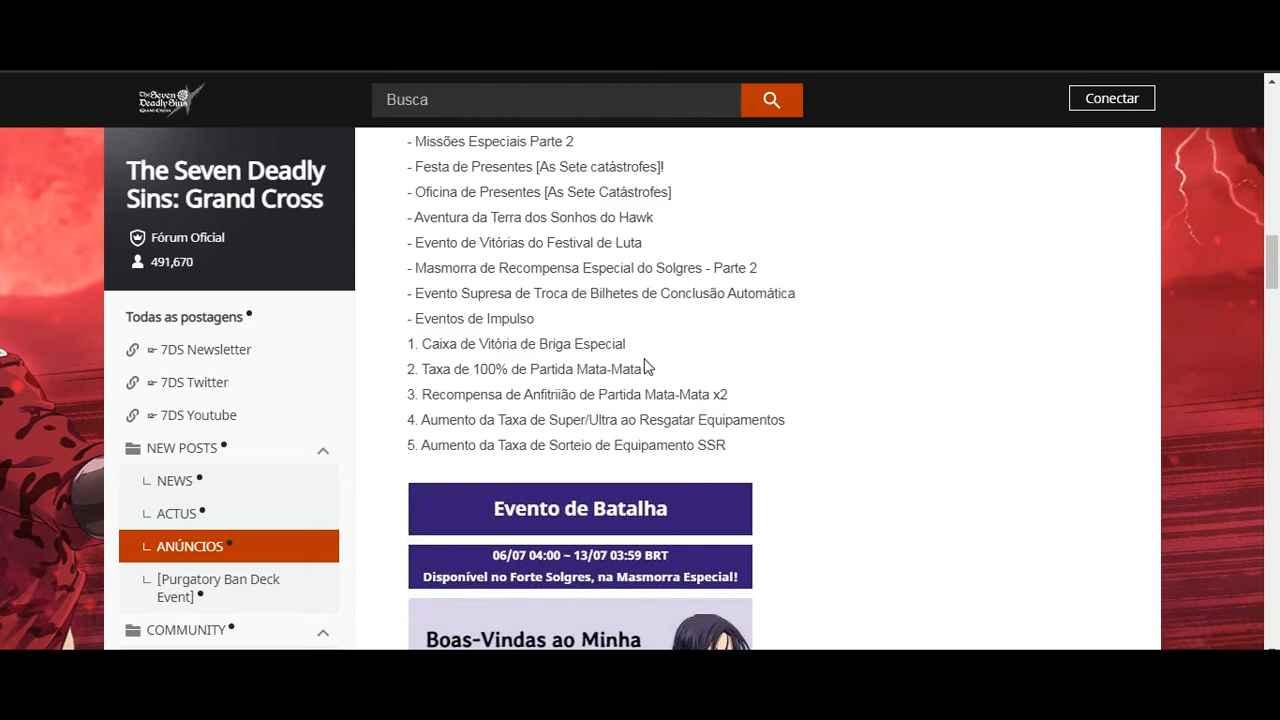 The Seven
Deadly Sins
GRAND CROSS
Busca
Conectar
The Seven Deadly
Sins: Grand Cross
Fórum Oficial
491,670
Todas as postagens
7DS Newsletter
7DS Twitter
7DS Youtube
NEW POSTS
NEWS
ACTUS
ANÚNCIOS
[Purgatory Ban Deck
Event]
COMMUNITY
- Missões Especiais Parte 2
- Festa de Presentes [As Sete catástrofes]!
- Oficina de Presentes [As Sete Catástrofes]
- Aventura da Terra dos Sonhos do Hawk
- Evento de Vitórias do Festival de Luta
- Masmorra de Recompensa Especial do Solgres - Parte 2
- Evento Supresa de Troca de Bilhetes de Conclusão Automática
- Eventos de Impulso
1. Caixa de Vitória de Briga Especial
2. Taxa de 100% de Partida Mata-Mata
3. Recompensa de Anfitriião de Partida Mata-Mata x2
4. Aumento da Taxa de Super/Ultra ao Resgatar Equipamentos
5. Aumento da Taxa de Sorteio de Equipamento SSR
Evento de Batalha
06/07 04:00 ~ 13/07 03:59 BRT
Disponível no Forte Solgres, na Masmorra Especial!
Boas-Vindas ao Minha